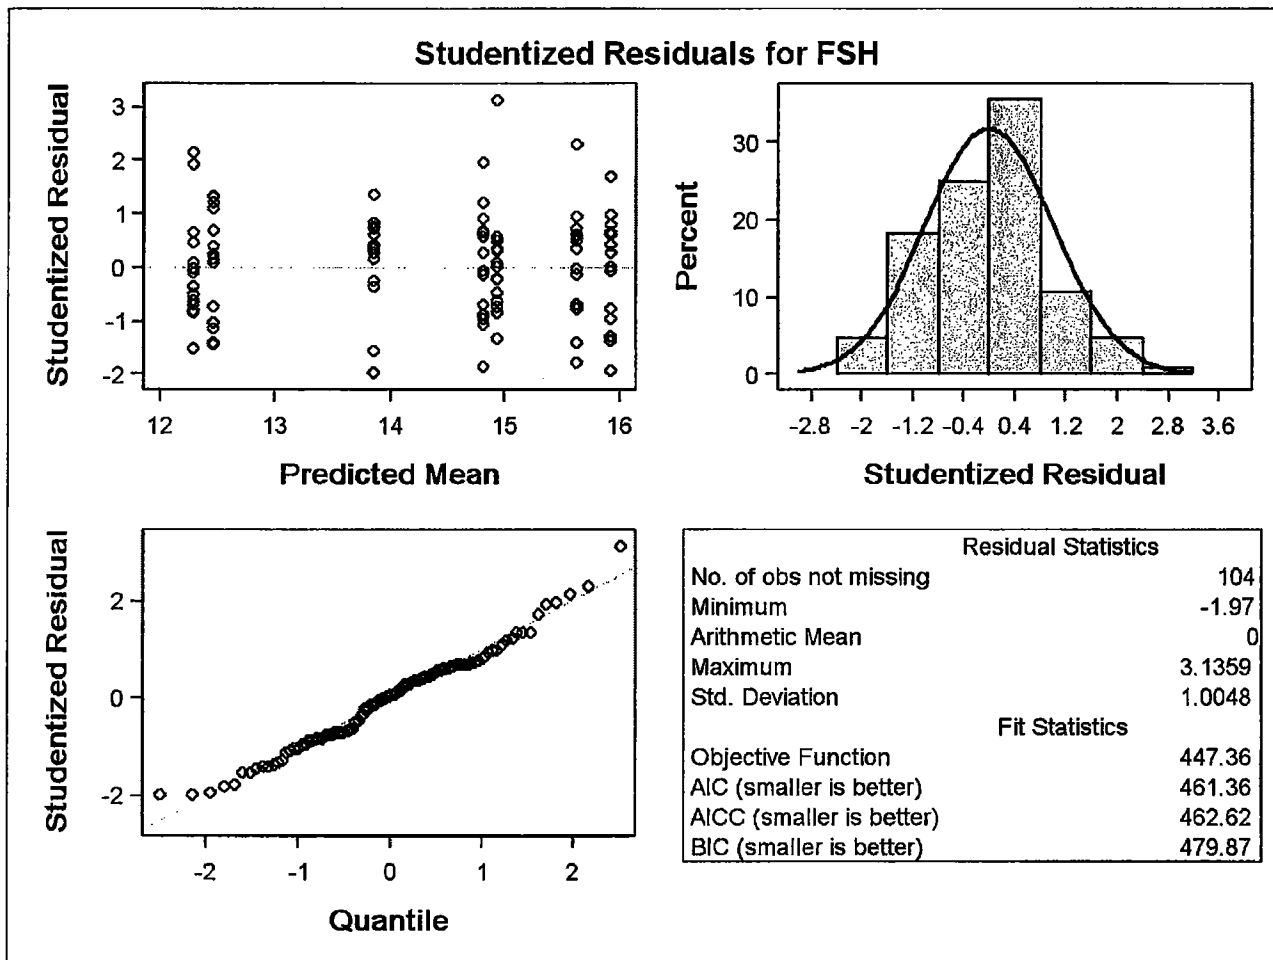 Studentized Residuals for FSH
Studentized Residual
3
2
1
0
-1
-2
12 13 14 15 16
Predicted Mean
Percent
30
20
10
0
-2.8 -2 -1.2 -0.4 0.4 1.2 2 2.8 3.6
Studentized Residual
Studentized Residual
2
0
-2
-2 -1 0 1 2
Quantile
Residual Statistics
No. of obs not missing 104
Minimum -1.97
Arithmetic Mean 0
Maximum 3.1359
Std. Deviation 1.0048
Fit Statistics
Objective Function 447.36
AIC (smaller is better) 461.36
AICC (smaller is better) 462.62
BIC (smaller is better) 479.87